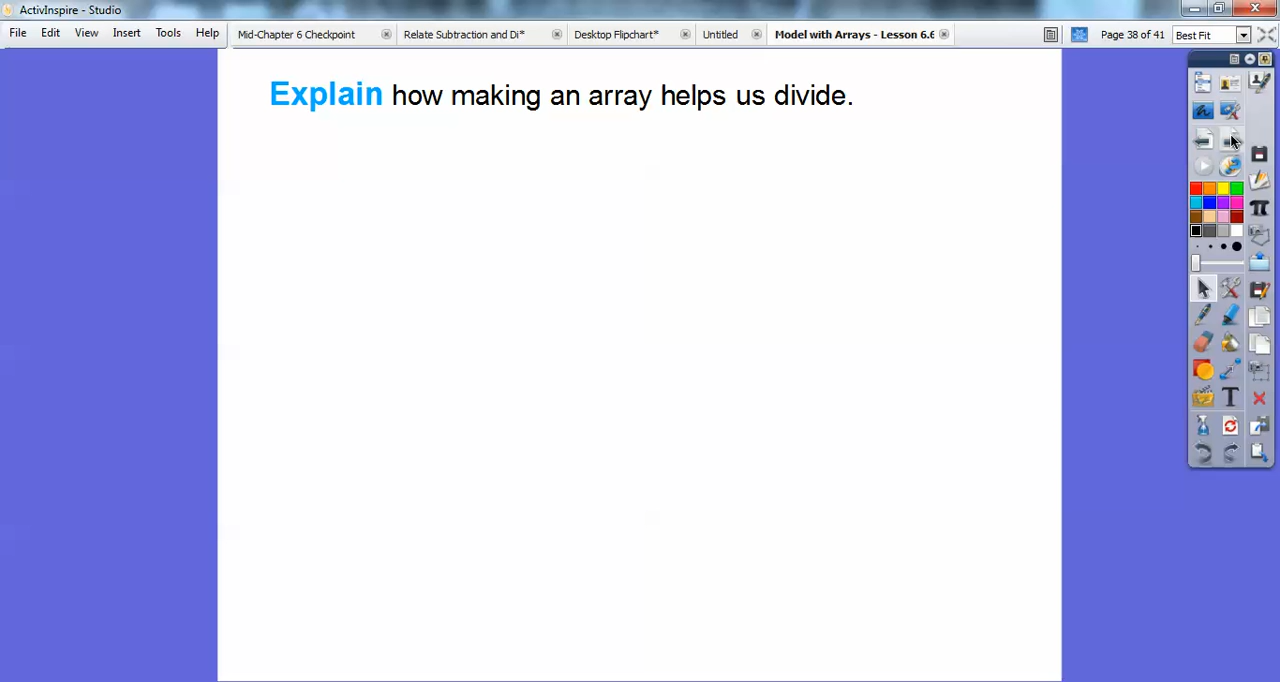 ActivInspire - Studio
File Edit View Insert Tools Help
Mid-Chapter 6 Checkpoint Relate Subtraction and Di* Desktop Flipchart* Untitled Model with Arrays - Lesson 6.6 Page 38 of 41 Best Fit
Explain how making an array helps us divide.